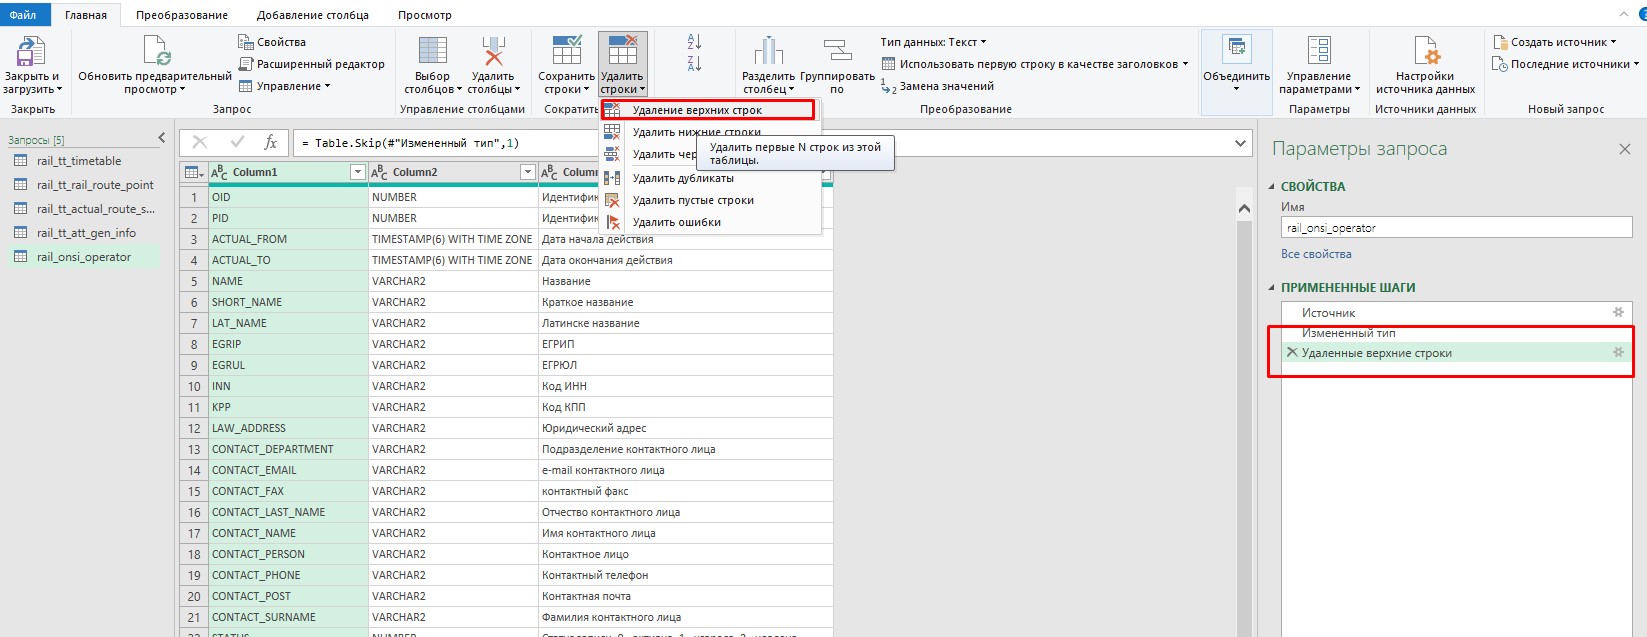 Файл Главная Преобразование Добавление столбца Просмотр
Закрыть и загрузить
Закрыть
Обновить предварительный просмотр
Свойства
Расширенный редактор
Управление
Запрос
Выбор столбцов
Удалить столбцы
Управление столбцами
Сохранить строки
Удалить строки
Сократить
Разделить столбец
Группировать по
Тип данных: Текст
Использовать первую строку в качестве заголовков
Замена значений
Преобразование
Объединить
Управление параметрами
Параметры
Настройки источника данных
Источники данных
Создать источник
Последние источники
Новый запрос
Удаление верхних строк
Удалить нижние строки
Удалить
Удалить дубликаты
Удалить пустые строки
Удалить ошибки
Удалить первые N строк из этой
таблицы.
Запросы [5]
rail_tt_timetable
rail_tt_rail_route_point
rail_tt_actual_route_s...
rail_tt_att_gen_info
rail_onsi_operator
fx = Table.Skip(#"Измененный тип",1)
Column1 Column2
1 OID NUMBER
2 PID NUMBER
3 ACTUAL_FROM TIMESTAMP(6) WITH TIME ZONE Дата начала действия
4 ACTUAL_TO TIMESTAMP(6) WITH TIME ZONE Дата окончания действия
5 NAME VARCHAR2 Название
6 SHORT_NAME VARCHAR2 Краткое название
7 LAT_NAME VARCHAR2 Латинске название
8 EGRIP VARCHAR2 ЕГРИП
9 EGRUL VARCHAR2 ЕГРЮЛ
10 INN VARCHAR2 Код ИНН
11 KPP VARCHAR2 Код КПП
12 LAW_ADDRESS VARCHAR2 Юридический адрес
13 CONTACT_DEPARTMENT VARCHAR2 Подразделение контактного лица
14 CONTACT_EMAIL VARCHAR2 e-mail контактного лица
15 CONTACT_FAX VARCHAR2 контактный факс
16 CONTACT_LAST_NAME VARCHAR2 Отчество контактного лица
17 CONTACT_NAME VARCHAR2 Имя контактного лица
18 CONTACT_PERSON VARCHAR2 Контактное лицо
19 CONTACT_PHONE VARCHAR2 Контактный телефон
20 CONTACT_POST VARCHAR2 Контактная почта
21 CONTACT_SURNAME VARCHAR2 Фамилия контактного лица
Параметры запроса
СВОЙСТВА
Имя
rail_onsi_operator
Все свойства
ПРИМЕНЕННЫЕ ШАГИ
Источник
Измененный тип
Удаленные верхние строки